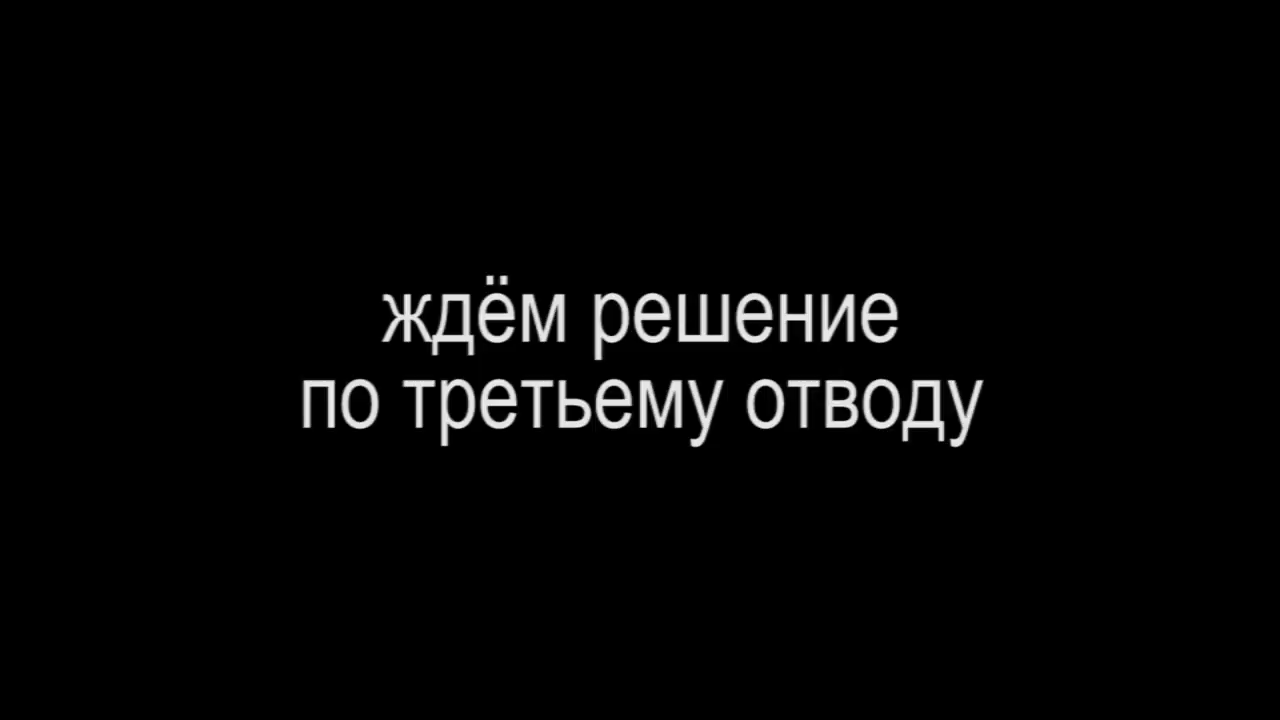 ждём решение
по третьему отводу